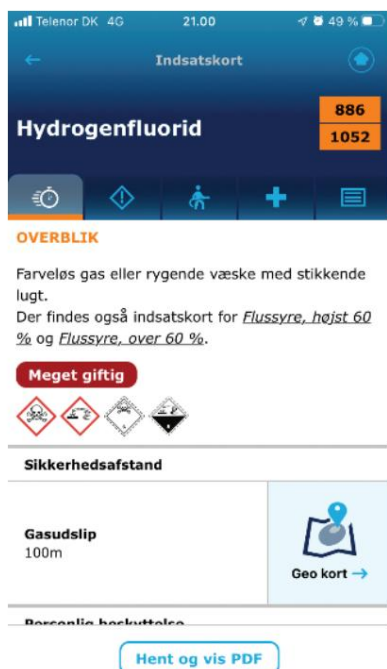 Telenor DK 4G 21.00 49 %
Indsatskort
Hydrogenfluorid
886
1052
OVERBLIK
Farveløs gas eller rygende væske med stikkende
lugt.
Der findes også indsatskort for Flussyre, højst 60
% og Flussyre, over 60 %.
Meget giftig
Sikkerhedsafstand
Gasudslip
100m
Geo kort →
Personlig beskyttelse
Hent og vis PDF